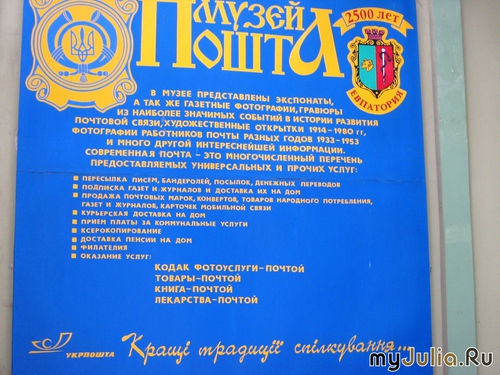 МУЗЕЙ
ПОШТА
2500 ЛЕТ
ЕВПАТОРИЯ
В МУЗЕЕ ПРЕДСТАВЛЕНЫ ЭКСПОНАТЫ,
А ТАК ЖЕ ГАЗЕТНЫЕ ФОТОГРАФИИ, ГРАВЮРЫ
ИЗ НАИБОЛЕЕ ЗНАЧИМЫХ СОБЫТИЙ В ИСТОРИИ РАЗВИТИЯ
ПОЧТОВОЙ СВЯЗИ, ХУДОЖЕСТВЕННЫЕ ОТКРЫТКИ 1914-1980 гг,
ФОТОГРАФИИ РАБОТНИКОВ ПОЧТЫ РАЗНЫХ ГОДОВ 1933-1953
И МНОГО ДРУГОЙ ИНТЕРЕСНЕЙШЕЙ ИНФОРМАЦИИ.
СОВРЕМЕННАЯ ПОЧТА - ЭТО МНОГОЧИСЛЕННЫЙ ПЕРЕЧЕНЬ
ПРЕДОСТАВЛЯЕМЫХ УНИВЕРСАЛЬНЫХ И ПРОЧИХ УСЛУГ:
■ ПЕРЕСЫЛКА ПИСЕМ, БАНДЕРОЛЕЙ, ПОСЫЛОК, ДЕНЕЖНЫХ ПЕРЕВОДОВ
■ ПОДПИСКА ГАЗЕТ И ЖУРНАЛОВ И ДОСТАВКА ИХ НА ДОМ
■ ПРОДАЖА ПОЧТОВЫХ МАРОК, КОНВЕРТОВ, ТОВАРОВ НАРОДНОГО ПОТРЕБЛЕНИЯ,
ГАЗЕТ И ЖУРНАЛОВ, КАРТОЧЕК МОБИЛЬНОЙ СВЯЗИ
■ КУРЬЕРСКАЯ ДОСТАВКА НА ДОМ
■ ПРИЕМ ПЛАТЫ ЗА КОММУНАЛЬНЫЕ УСЛУГИ
■ КСЕРОКОПИРОВАНИЕ
■ ДОСТАВКА ПЕНСИИ НА ДОМ
■ ФИЛАТЕЛИЯ
■ ОКАЗАНИЕ УСЛУГ:
КОДАК ФОТОУСЛУГИ-ПОЧТОЙ
ТОВАРЫ-ПОЧТОЙ
КНИГА-ПОЧТОЙ
ЛЕКАРСТВА-ПОЧТОЙ
УКРПОШТА
Кращі традиції спілкування...
myJulia.Ru